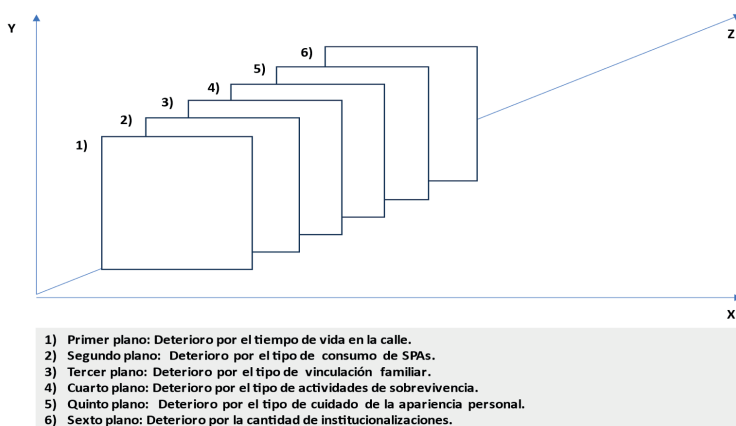 Y
Z
6)
5)
4)
3)
2)
1)
X
1) Primer plano: Deterioro por el tiempo de vida en la calle.
2) Segundo plano: Deterioro por el tipo de consumo de SPAs.
3) Tercer plano: Deterioro por el tipo de vinculación familiar.
4) Cuarto plano: Deterioro por el tipo de actividades de sobrevivencia.
5) Quinto plano: Deterioro por el tipo de cuidado de la apariencia personal.
6) Sexto plano: Deterioro por la cantidad de institucionalizaciones.